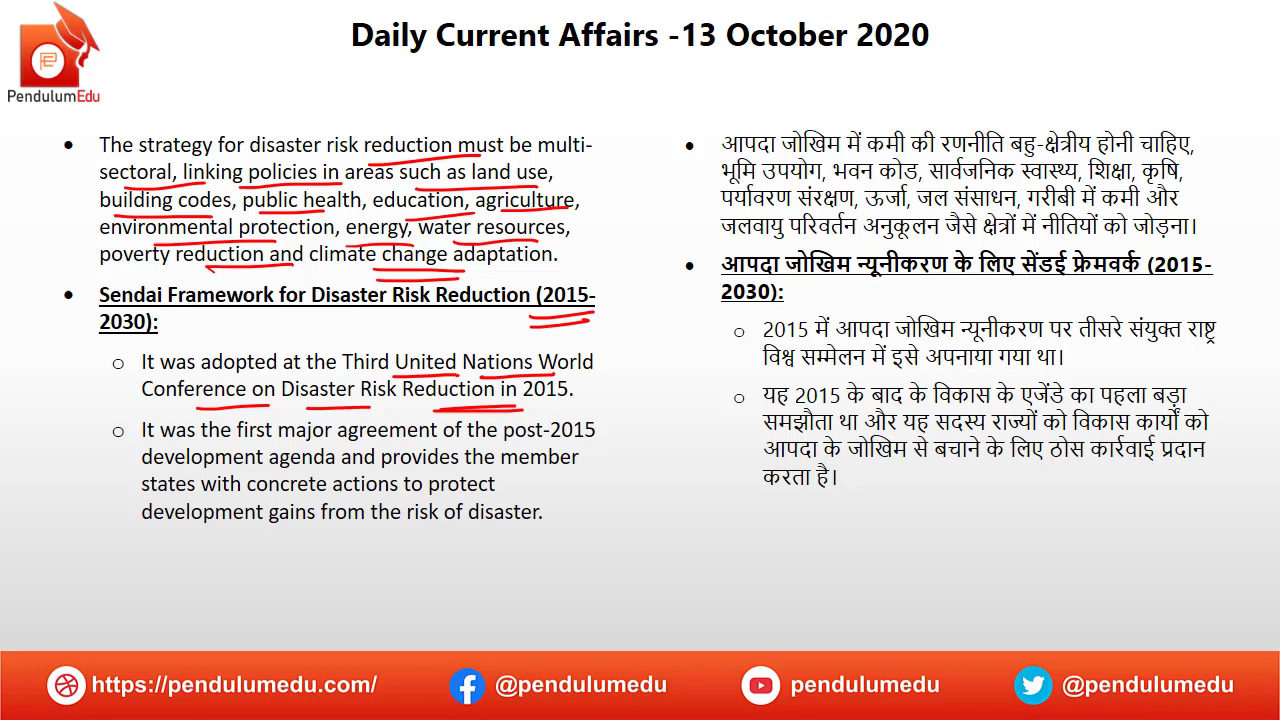 Daily Current Affairs -13 October 2020
PendulumEdu
• The strategy for disaster risk reduction must be multi-
sectoral, linking policies in areas such as land use,
building codes, public health, education, agriculture,
environmental protection, energy, water resources,
poverty reduction and climate change adaptation.
• Sendai Framework for Disaster Risk Reduction (2015-
2030):
o It was adopted at the Third United Nations World
Conference on Disaster Risk Reduction in 2015.
o It was the first major agreement of the post-2015
development agenda and provides the member
states with concrete actions to protect
development gains from the risk of disaster.
• आपदा जोखिम में कमी की रणनीति बहु-क्षेत्रीय होनी चाहिए,
भूमि उपयोग, भवन कोड, सार्वजनिक स्वास्थ्य, शिक्षा, कृषि,
पर्यावरण संरक्षण, ऊर्जा, जल संसाधन, गरीबी में कमी और
जलवायु परिवर्तन अनुकूलन जैसे क्षेत्रों में नीतियों को जोड़ना।
• आपदा जोखिम न्यूनीकरण के लिए सेंडई फ्रेमवर्क (2015-
2030):
o 2015 में आपदा जोखिम न्यूनीकरण पर तीसरे संयुक्त राष्ट्र
विश्व सम्मेलन में इसे अपनाया गया था।
o यह 2015 के बाद के विकास के एजेंडे का पहला बड़ा
समझौता था और यह सदस्य राज्यों को विकास कार्यों को
आपदा के जोखिम से बचाने के लिए ठोस कार्रवाई प्रदान
करता है।
https://pendulumedu.com/ @pendulumedu pendulumedu @pendulumedu